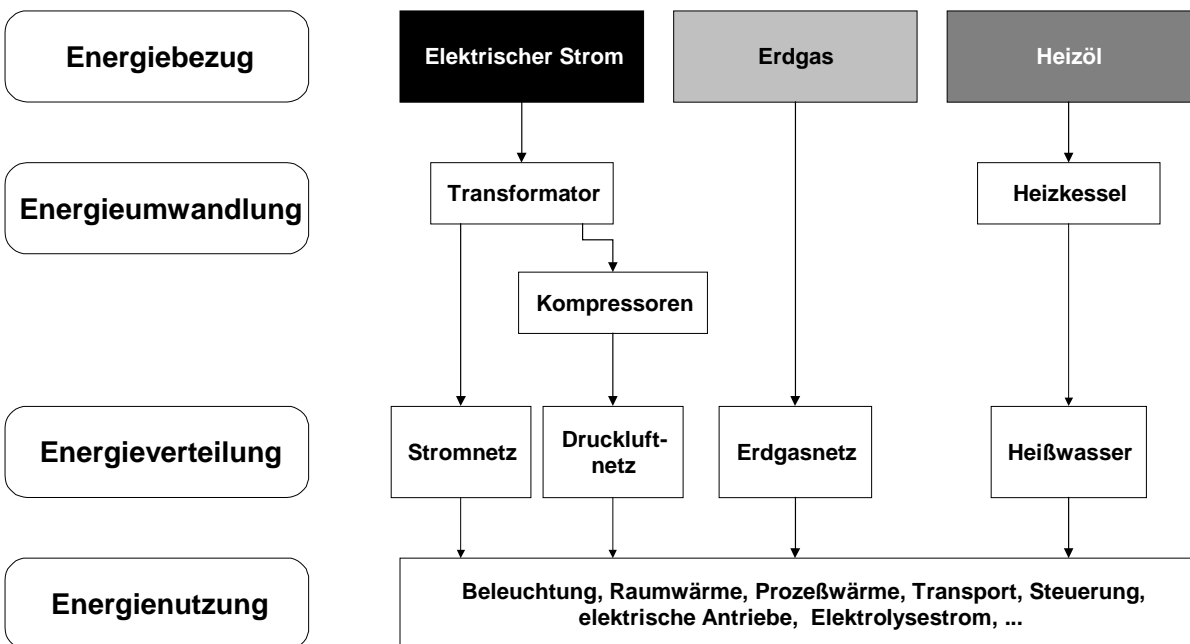 Energiebezug
Elektrischer Strom
Erdgas
Heizöl
Energieumwandlung
Transformator
Heizkessel
Kompressoren
Energieverteilung
Stromnetz
Druckluft-
netz
Erdgasnetz
Heißwasser
Energienutzung
Beleuchtung, Raumwärme, Prozeßwärme, Transport, Steuerung,
elektrische Antriebe, Elektrolysestrom, ...